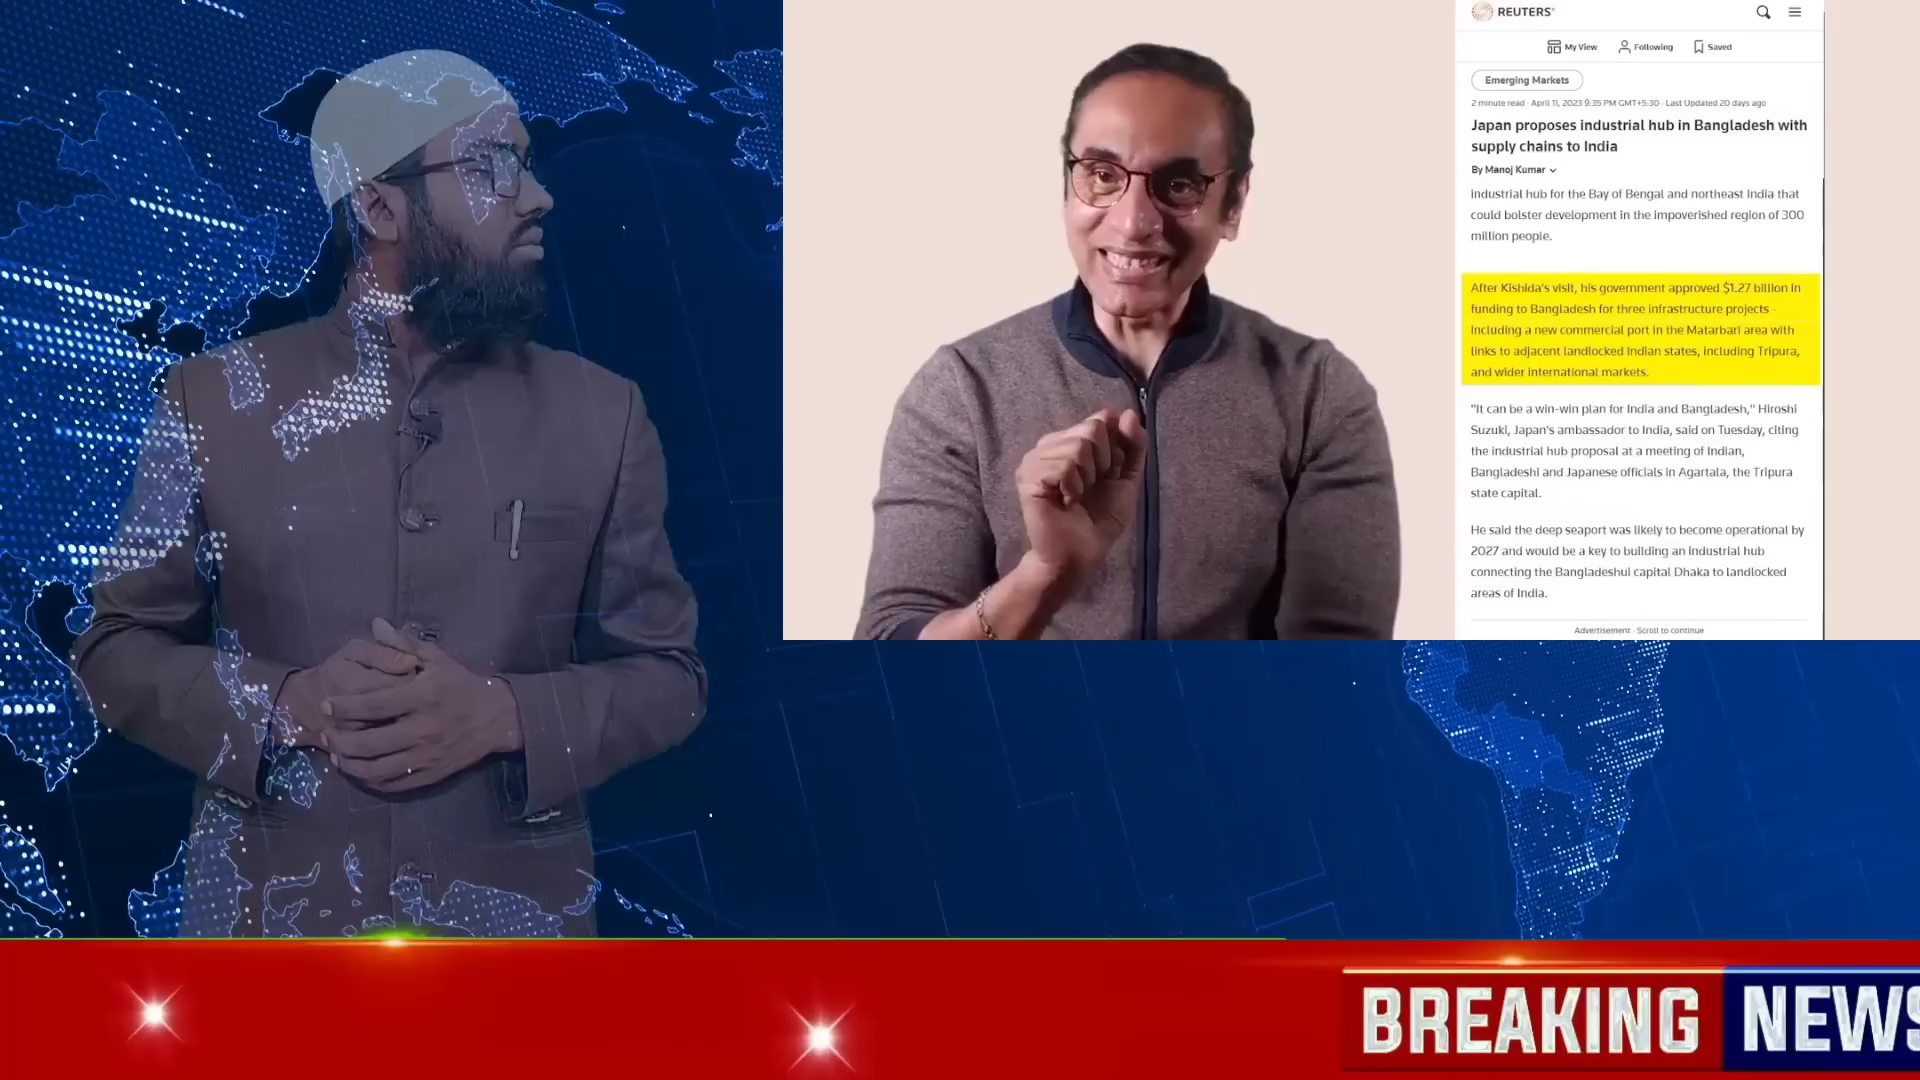 REUTERS
My View Following Saved
Emerging Markets
2 minute read · April 11, 2023 9:35 PM GMT+5:30 · Last Updated 20 days ago
Japan proposes industrial hub in Bangladesh with
supply chains to India
By Manoj Kumar
industrial hub for the Bay of Bengal and northeast India that
could bolster development in the impoverished region of 300
million people.
After Kishida's visit, his government approved $1.27 billion in
funding to Bangladesh for three infrastructure projects -
including a new commercial port in the Matarbari area with
links to adjacent landlocked Indian states, including Tripura,
and wider international markets.
"It can be a win-win plan for India and Bangladesh," Hiroshi
Suzuki, Japan's ambassador to India, said on Tuesday, citing
the industrial hub proposal at a meeting of Indian,
Bangladeshi and Japanese officials in Agartala, the Tripura
state capital.
He said the deep seaport was likely to become operational by
2027 and would be a key to building an industrial hub
connecting the Bangladeshui capital Dhaka to landlocked
areas of India.
Advertisement · Scroll to continue
BREAKING NEWS